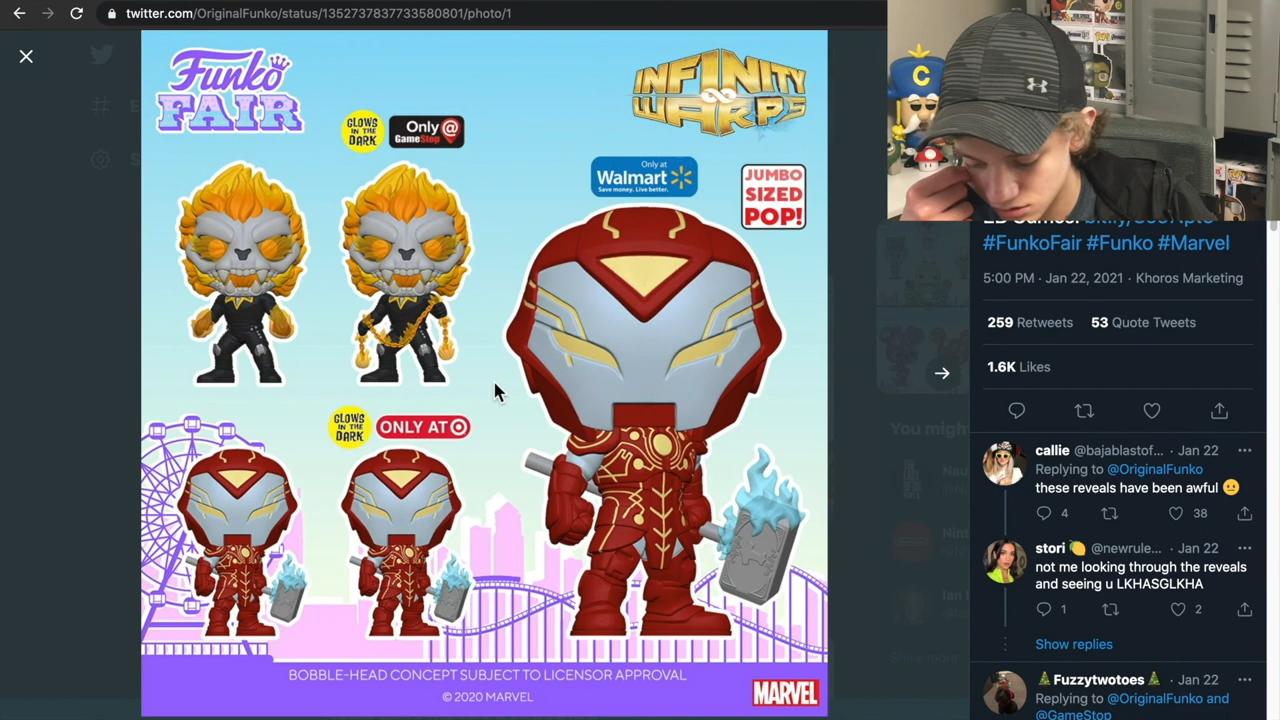 twitter.com/OriginalFunko/status/1352737837733580801/photo/1
Funko
FAIR
INFINITY
WARPS
GLOWS
IN THE
DARK
Only @
GameStop
Only at
Walmart
Save money. Live better.
JUMBO
SIZED
POP!
GLOWS
IN THE
DARK
ONLY AT
BOBBLE-HEAD CONCEPT SUBJECT TO LICENSOR APPROVAL
© 2020 MARVEL
MARVEL
C
#FunkoFair #Funko #Marvel
5:00 PM · Jan 22, 2021 · Khoros Marketing
259 Retweets 53 Quote Tweets
1.6K Likes
You might
callie @bajablastof... · Jan 22
Replying to @OriginalFunko
these reveals have been awful 😐
4 38
stori 🍋 @newrule... · Jan 22
not me looking through the reveals
and seeing u LKHASGLKHA
1 2
Show replies
🎄Fuzzytwotoes🎄 · Jan 22
Replying to @OriginalFunko and
@GameStop